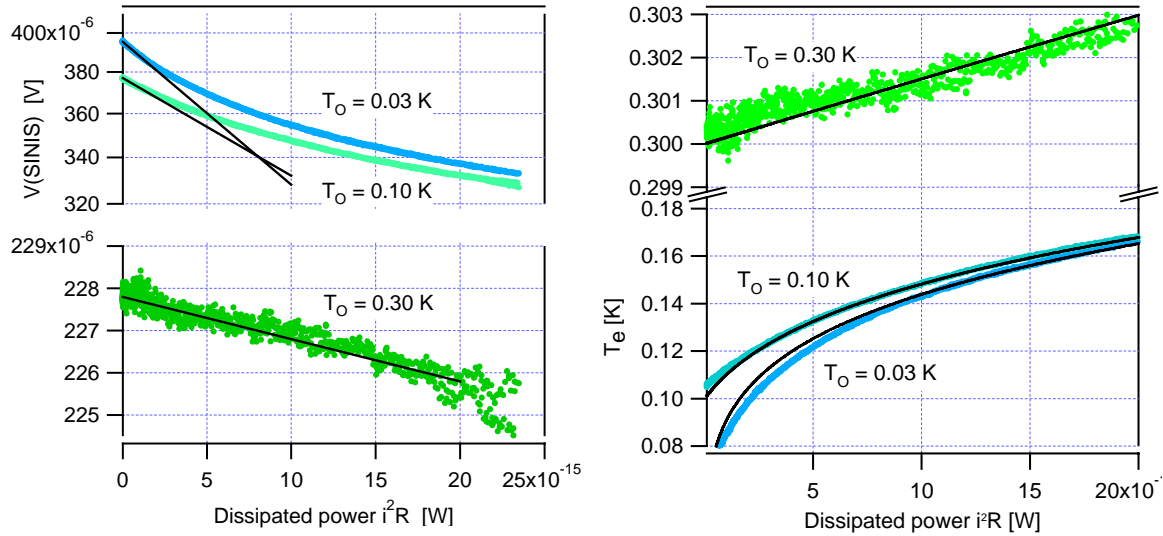 400x10⁻⁶
380
360
340
320
V(SINIS) [V]
T_O = 0.03 K
T_O = 0.10 K
229x10⁻⁶
228
227
226
225
T_O = 0.30 K
0
5
10
15
20
25x10⁻¹⁵
Dissipated power i²R [W]
0.303
0.302
0.301
0.300
0.299
T_O = 0.30 K
0.18
0.16
0.14
0.12
0.10
0.08
T_e [K]
T_O = 0.10 K
T_O = 0.03 K
5
10
15
20x10⁻
Dissipated power i²R [W]